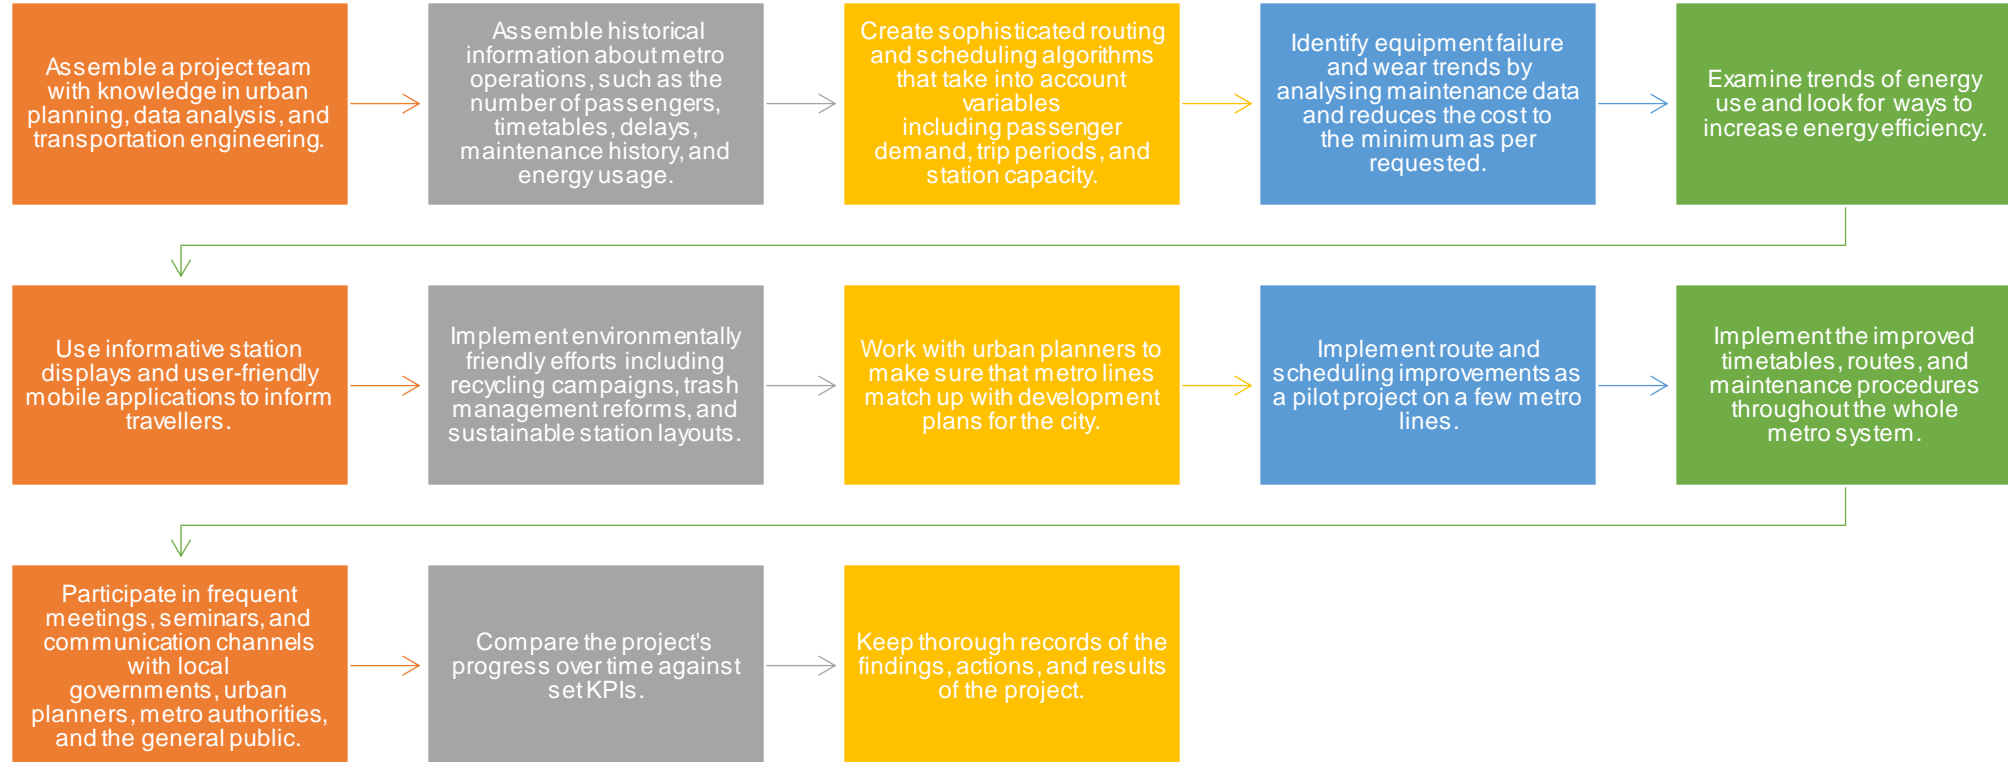 Assemble a project team
with knowledge in urban
planning, data analysis, and
transportation engineering.
Assemble historical
information about metro
operations, such as the
number of passengers,
timetables, delays,
maintenance history, and
energy usage.
Create sophisticated routing
and scheduling algorithms
that take into account
variables
including passenger
demand, trip periods, and
station capacity.
Identify equipment failure
and wear trends by
analysing maintenance data
and reduces the cost to
the minimum as per
requested.
Examine trends of energy
use and look for ways to
increase energy efficiency.
Use informative station
displays and user-friendly
mobile applications to inform
travellers.
Implement environmentally
friendly efforts including
recycling campaigns, trash
management reforms, and
sustainable station layouts.
Work with urban planners to
make sure that metro lines
match up with development
plans for the city.
Implement route and
scheduling improvements as
a pilot project on a few metro
lines.
Implement the improved
timetables, routes, and
maintenance procedures
throughout the whole
metro system.
Participate in frequent
meetings, seminars, and
communication channels
with local
governments, urban
planners, metro authorities,
and the general public.
Compare the project's
progress over time against
set KPIs.
Keep thorough records of the
findings, actions, and results
of the project.